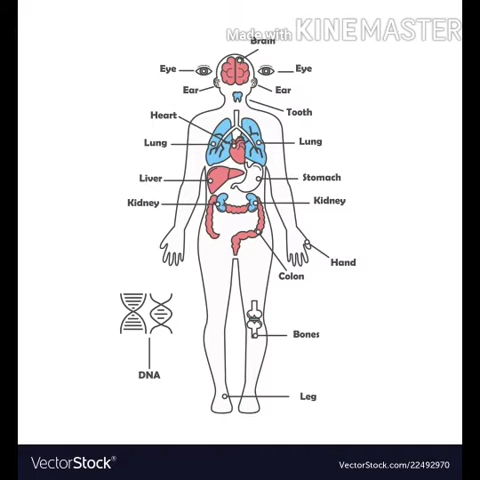 Made with KINEMASTER
Brain
Eye
Eye
Ear
Ear
Tooth
Heart
Lung
Lung
Liver
Stomach
Kidney
Kidney
Hand
Colon
Bones
DNA
Leg
VectorStock®
VectorStock.com/22492970